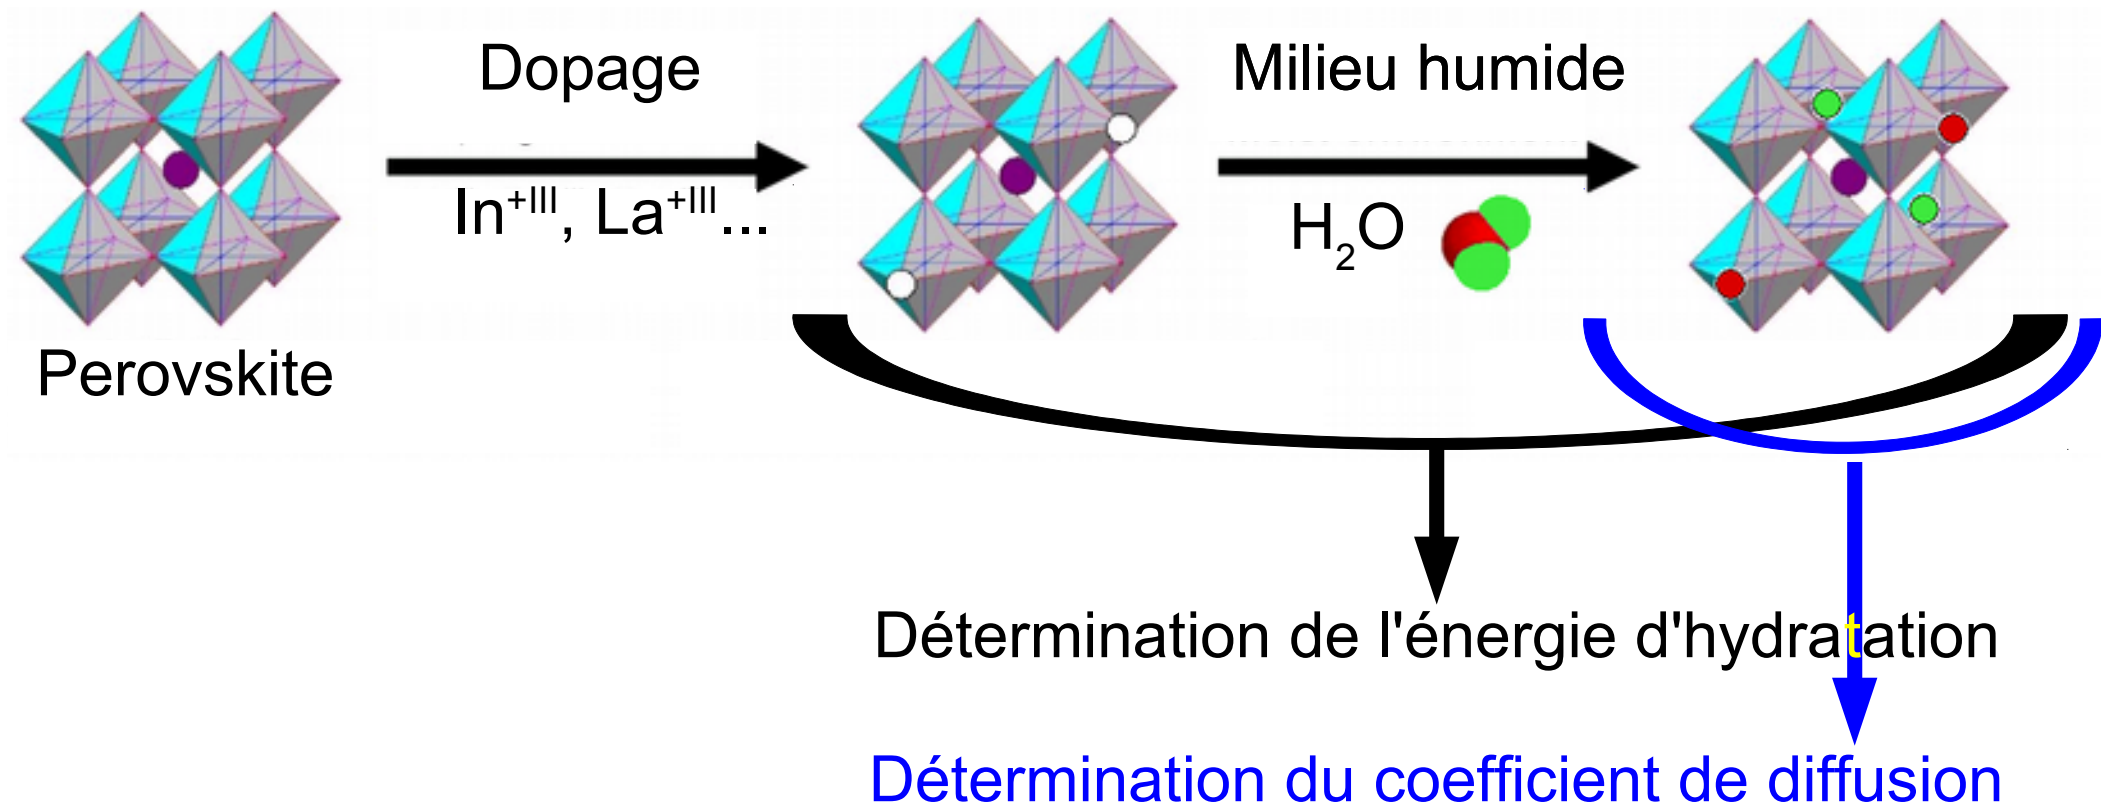 Dopage
Milieu humide
In+III, La+III...
H2O
Perovskite
Détermination de l'énergie d'hydratation
Détermination du coefficient de diffusion